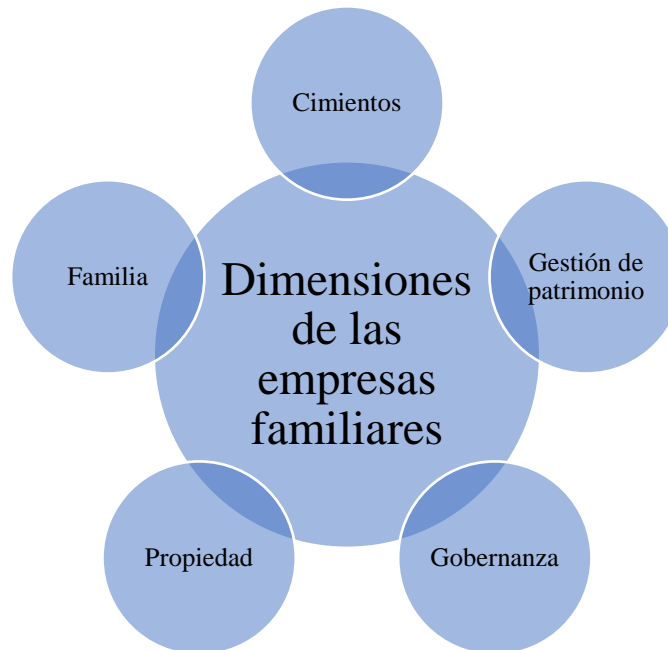 Cimientos
Familia
Gestión de
patrimonio
Dimensiones
de las
empresas
familiares
Propiedad
Gobernanza